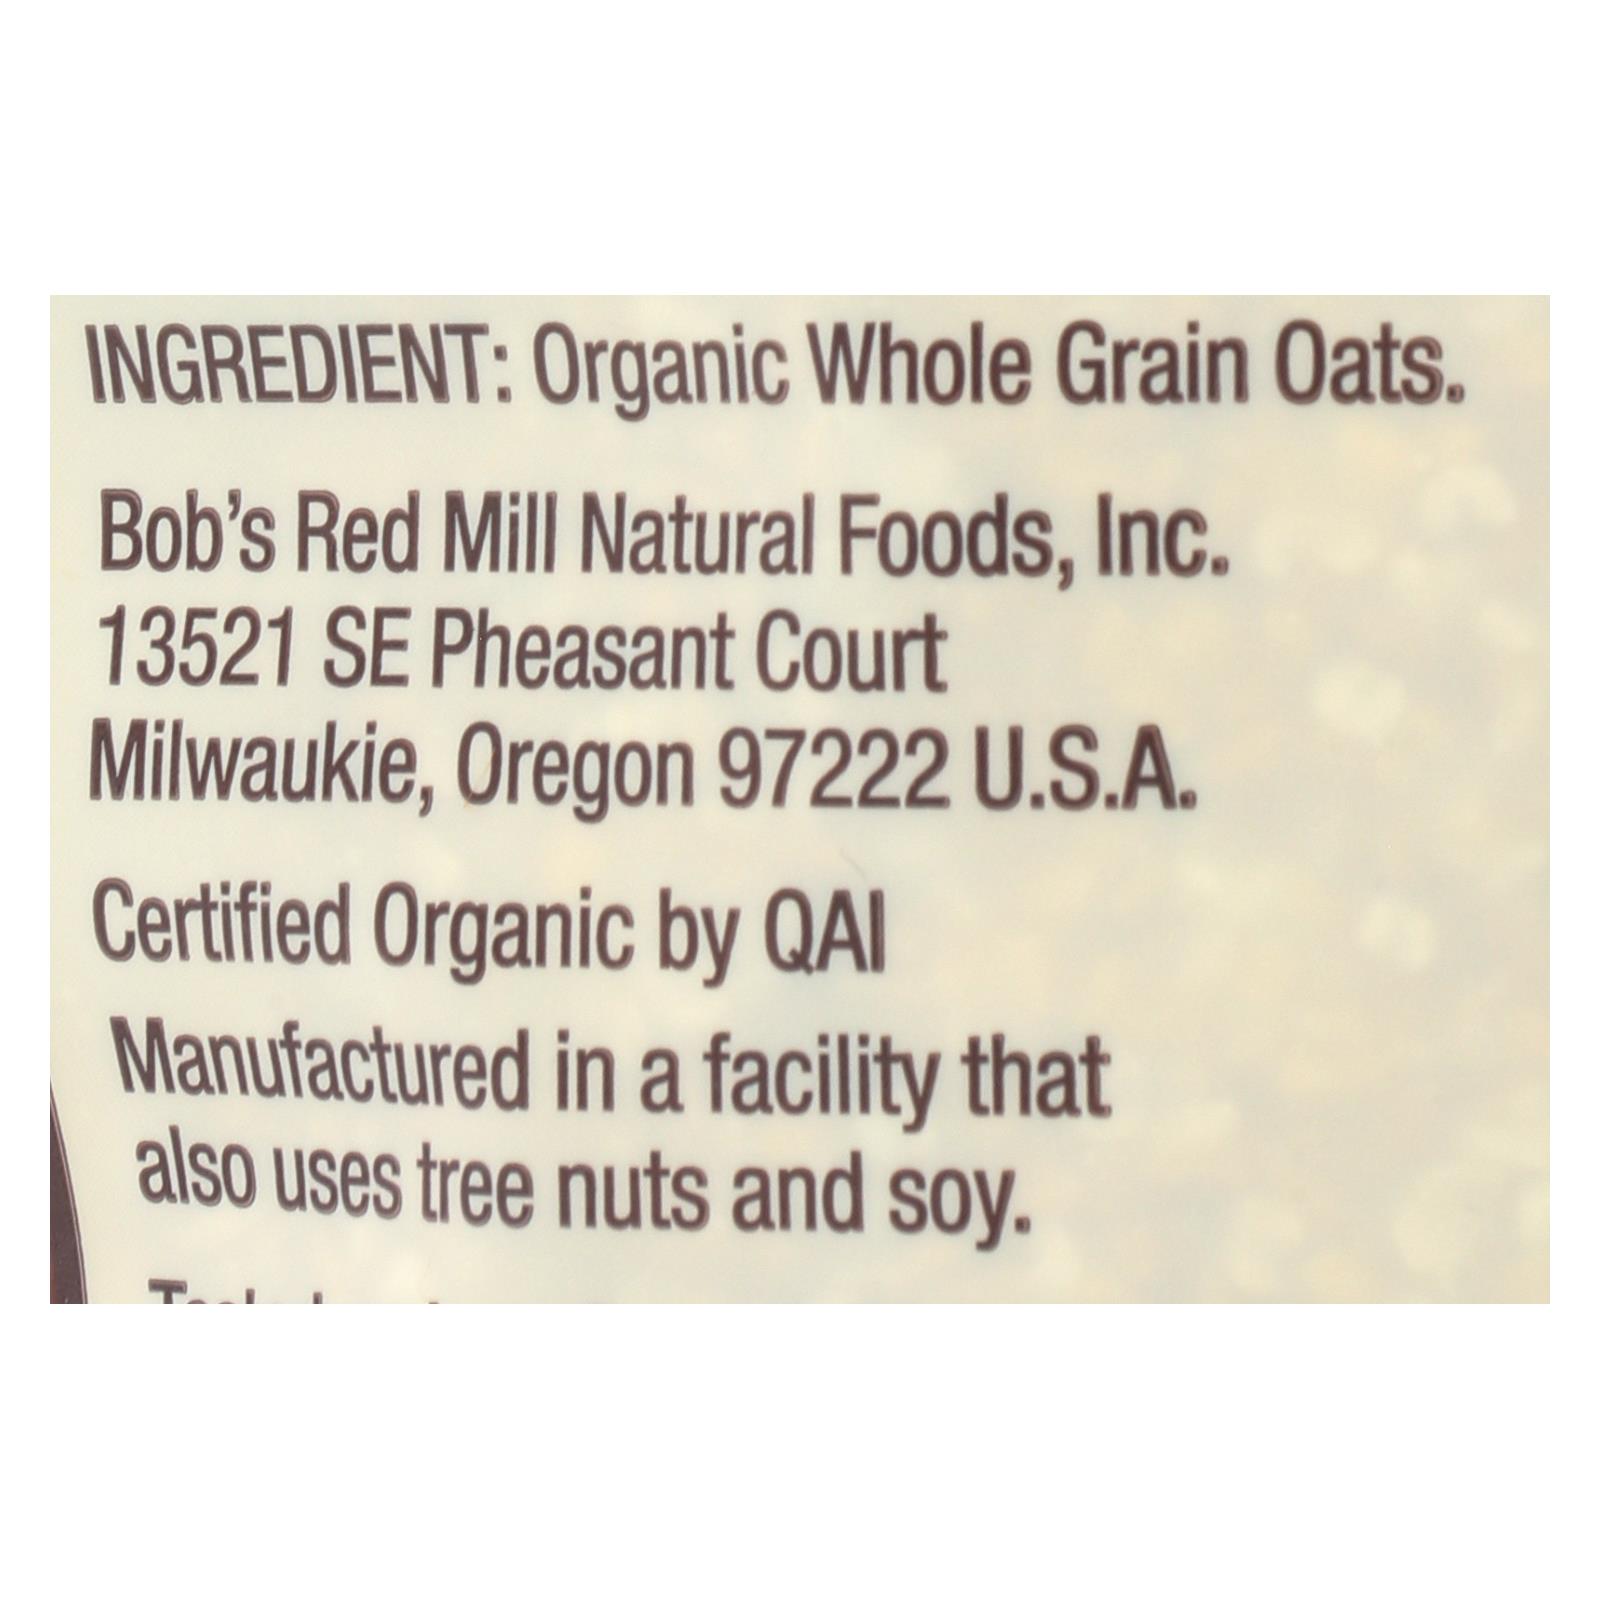 INGREDIENT: Organic Whole Grain Oats.
Bob's Red Mill Natural Foods, Inc.
13521 SE Pheasant Court
Milwaukie, Oregon 97222 U.S.A.
Certified Organic by QAI
Manufactured in a facility that
also uses tree nuts and soy.